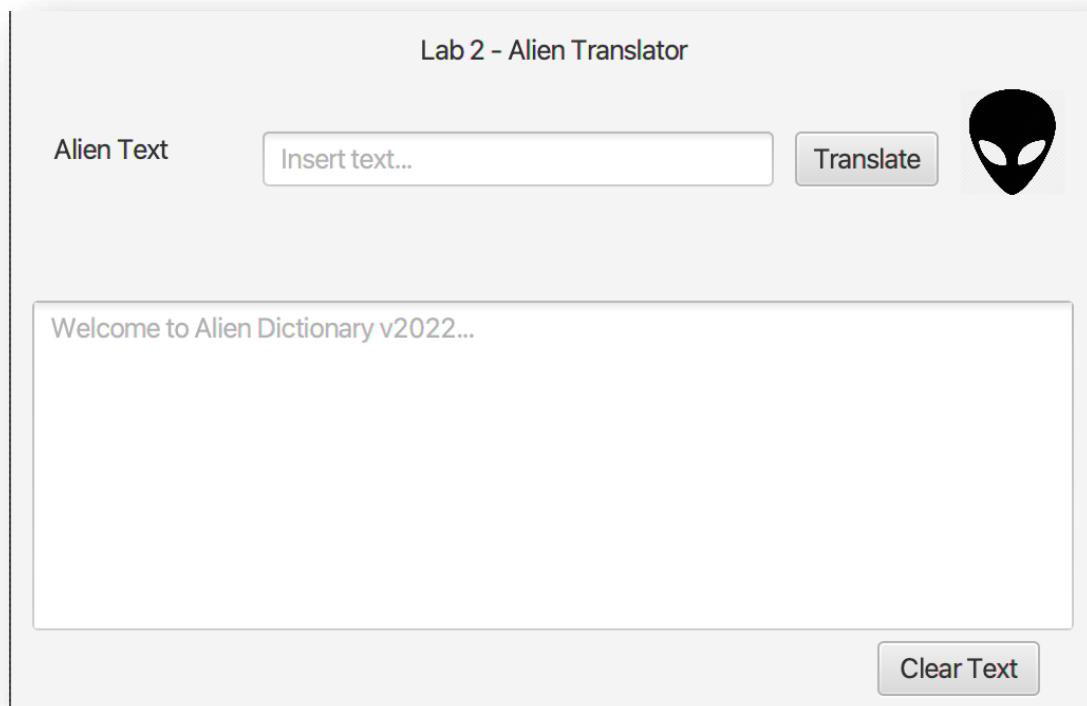 Lab 2 - Alien Translator
Alien Text
Insert text...
Translate
Welcome to Alien Dictionary v2022...
Clear Text